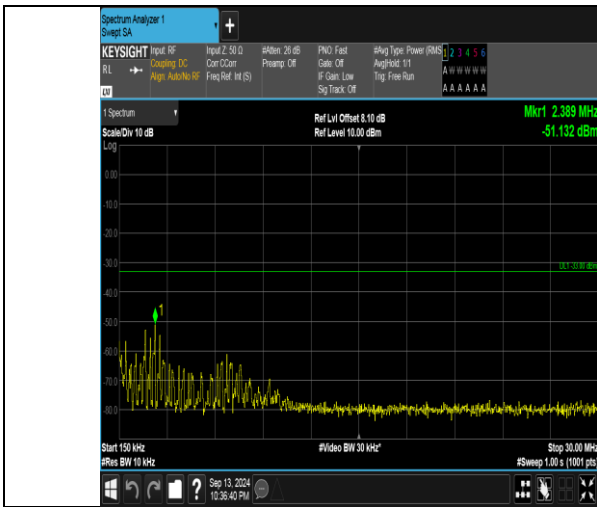 Spectrum Analyzer 1
Swept SA
+
KEYSIGHT Input: RF Input Z: 50 Ω #Atten: 26 dB PNO: Fast #Avg Type: Power (RMS 1 2 3 4 5 6
RL Coupling: DC Corr CCorr Preamp: Off Gate: Off Avg|Hold: 1/1 A W W W W W
Align: Auto/No RF Freq Ref: Int (S) IF Gain: Low Trig: Free Run
LXI Sig Track: Off A A A A A A
1 Spectrum Ref Lvl Offset 8.10 dB Mkr1 2.389 MHz
Scale/Div 10 dB Ref Level 10.00 dBm -51.132 dBm
Log
0.00
-10.0
-20.0
-30.0
DL1 -33.00 dBm
-40.0
1
-50.0
-60.0
-70.0
-80.0
Start 150 kHz #Video BW 30 kHz* Stop 30.00 MHz
#Res BW 10 kHz #Sweep 1.00 s (1001 pts)
? Sep 13, 2024
10:36:40 PM